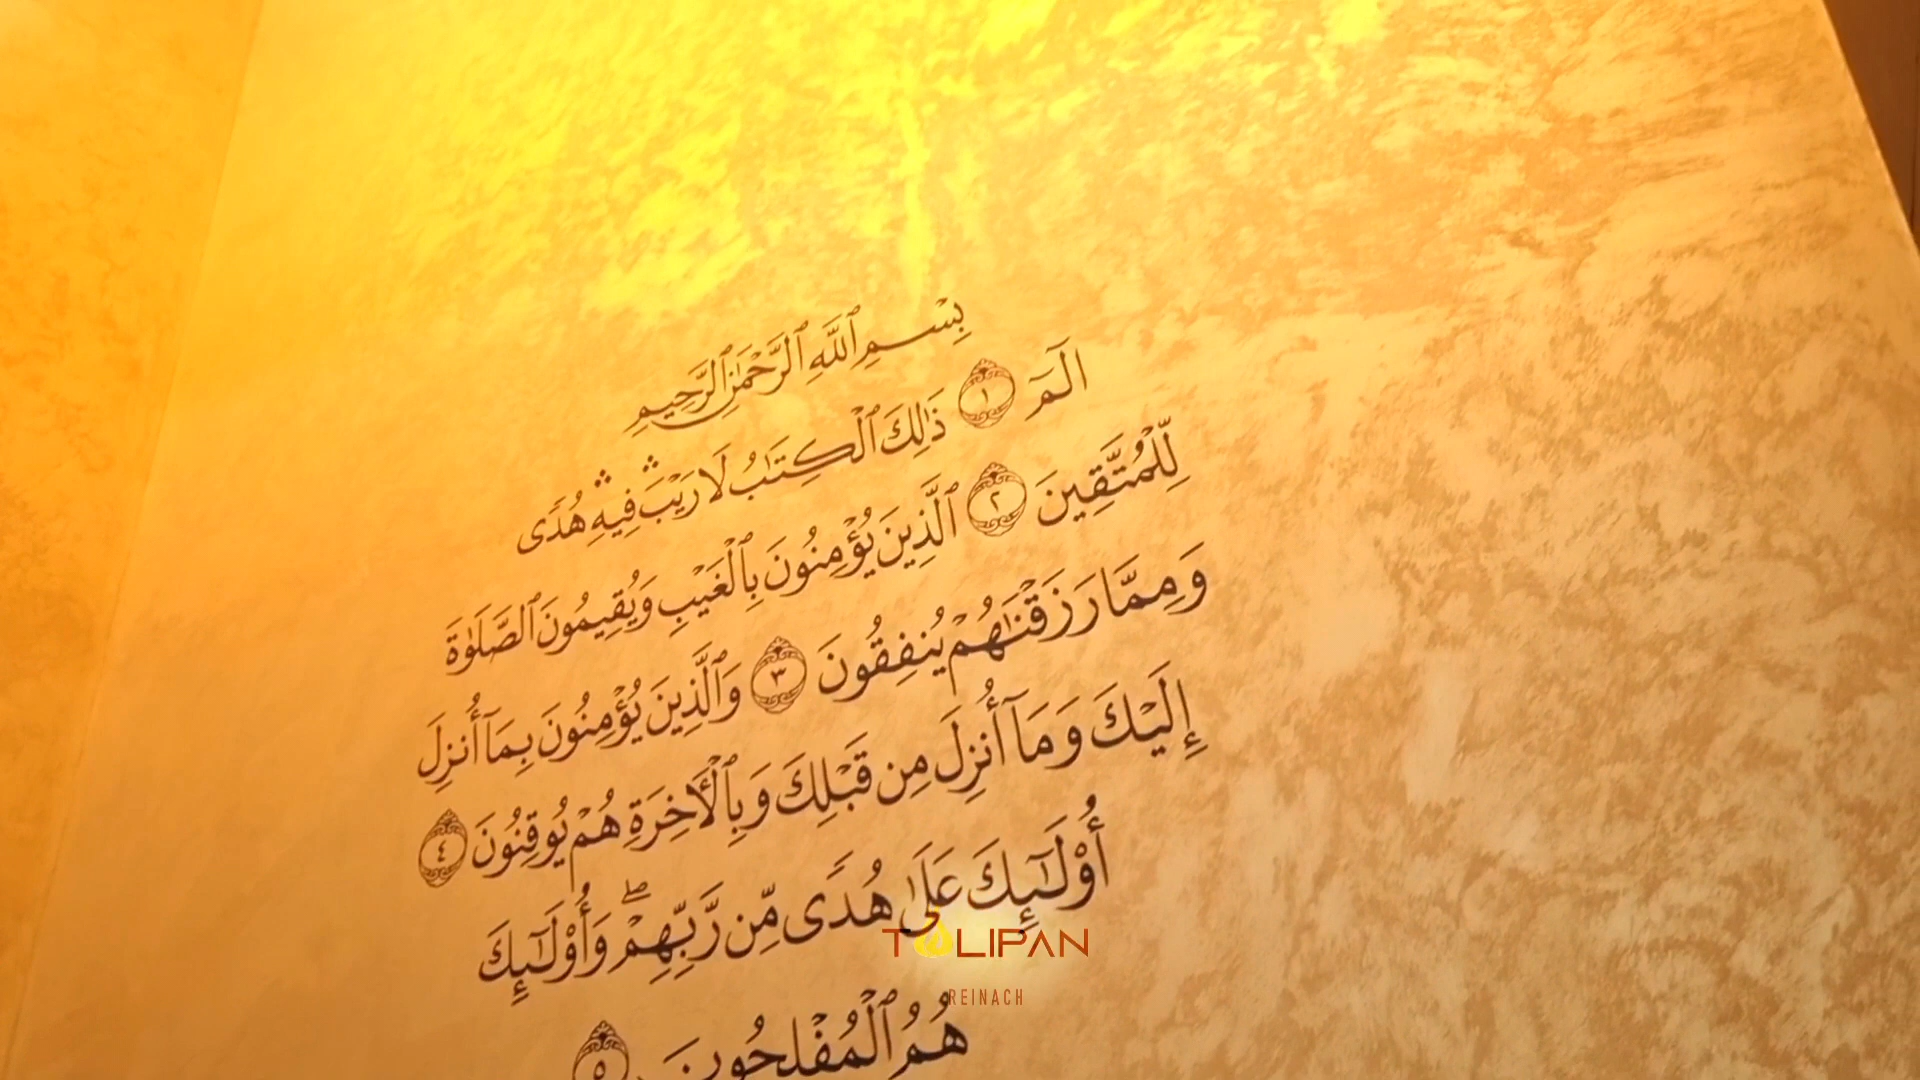 بِسْمِ ٱللَّهِ ٱلرَّحْمَٰنِ ٱلرَّحِيمِ
الٓمٓ ١ ذَٰلِكَ ٱلْكِتَٰبُ لَا رَيْبَ ۛ فِيهِ ۛ هُدًى
لِّلْمُتَّقِينَ ٢ ٱلَّذِينَ يُؤْمِنُونَ بِٱلْغَيْبِ وَيُقِيمُونَ ٱلصَّلَوٰةَ
وَمِمَّا رَزَقْنَٰهُمْ يُنفِقُونَ ٣ وَٱلَّذِينَ يُؤْمِنُونَ بِمَآ أُنزِلَ
إِلَيْكَ وَمَآ أُنزِلَ مِن قَبْلِكَ وَبِٱلْأَخِرَةِ هُمْ يُوقِنُونَ ٤
أُو۟لَٰٓئِكَ عَلَىٰ هُدًى مِّن رَّبِّهِمْ ۖ وَأُو۟لَٰٓئِكَ
هُمُ ٱلْمُفْلِحُونَ ٥
TULIPAN
REINACH